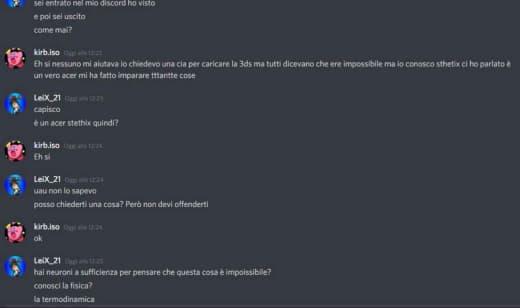 sei entrato nel mio discord ho visto
e poi sei uscito
come mai?
kirb.iso Oggi alle 12:23
Eh si nessuno mi aiutava io chiedevo una cia per caricare la 3ds ma tutti dicevano che ere impossibile ma io conosco sthetix ci ho parlato è
un vero acer mi ha fatto imparare tttantte cose
LeiX_21 Oggi alle 12:23
capisco
è un acer stethix quindi?
kirb.iso Oggi alle 12:24
Eh si
LeiX_21 Oggi alle 12:24
uau non lo sapevo
posso chiederti una cosa? Però non devi offenderti
kirb.iso Oggi alle 12:24
ok
LeiX_21 Oggi alle 12:25
hai neuroni a sufficienza per pensare che questa cosa è impoissibile?
conosci la fisica?
la termodinamica